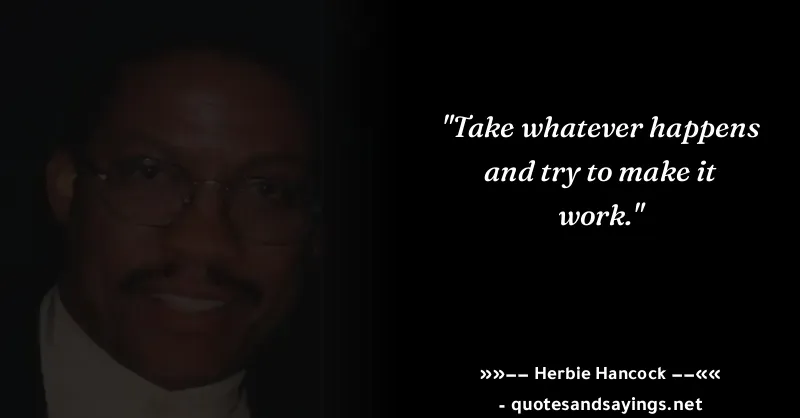 "Take whatever happens
and try to make it
work."
»»−− Herbie Hancock −−««
- quotesandsayings.net